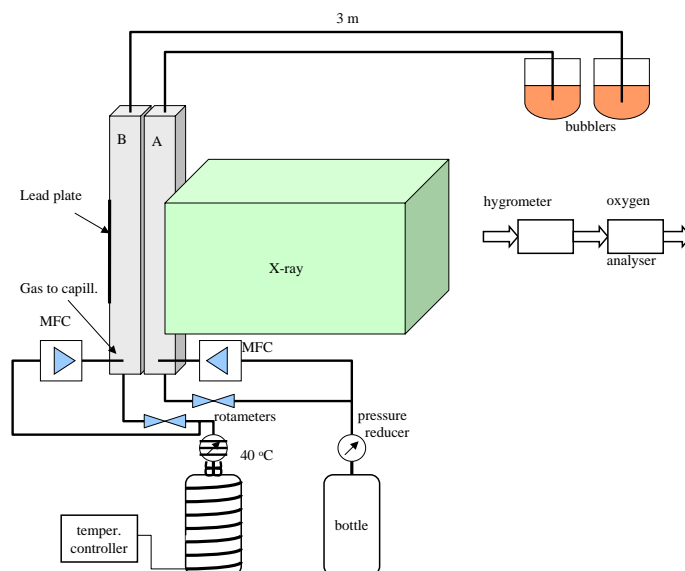 3 m
bubblers
B
A
Lead plate
hygrometer
oxygen
analyser
X-ray
Gas to capill.
MFC
MFC
rotameters
pressure
reducer
40 °C
bottle
temper.
controller